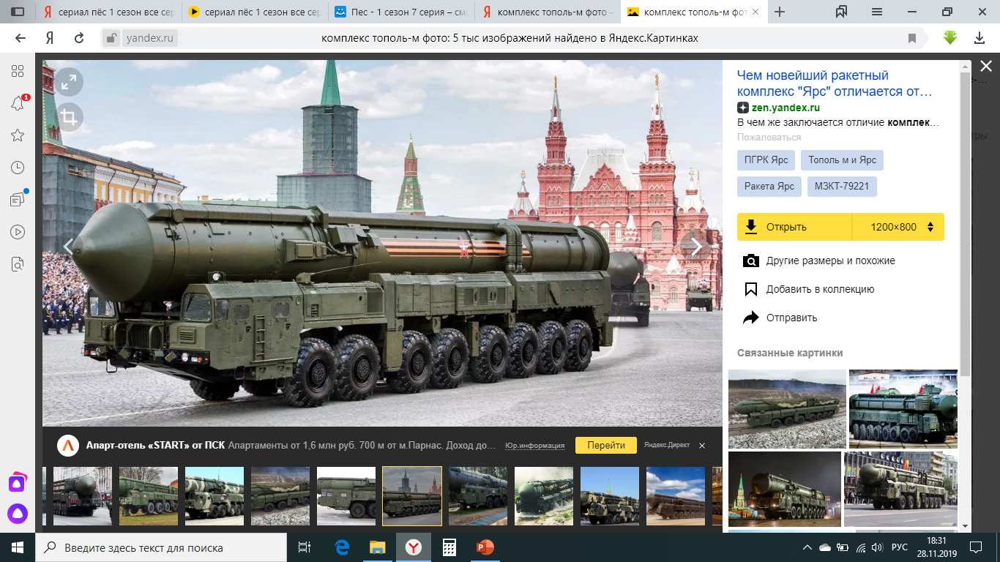 сериал пёс 1 сезон все сер
сериал пёс 1 сезон все сер
Пес - 1 сезон 7 серия – смо
комплекс тополь-м фото –
комплекс тополь-м фот
yandex.ru
комплекс тополь-м фото: 5 тыс изображений найдено в Яндекс.Картинках
1
Чем новейший ракетный
комплекс "Ярс" отличается от…
zen.yandex.ru
В чем же заключается отличие комплек…
Пожаловаться
ПГРК Ярс
Тополь м и Ярс
Ракета Ярс
МЗКТ-79221
Открыть
1200×800
Другие размеры и похожие
Добавить в коллекцию
Отправить
Связанные картинки
Апарт-отель «START» от ПСК Апартаменты от 1,6 млн руб. 700 м от м.Парнас. Доход до…
Юр.информация
Перейти
Яндекс.Директ
Введите здесь текст для поиска
РУС
18:31
28.11.2019